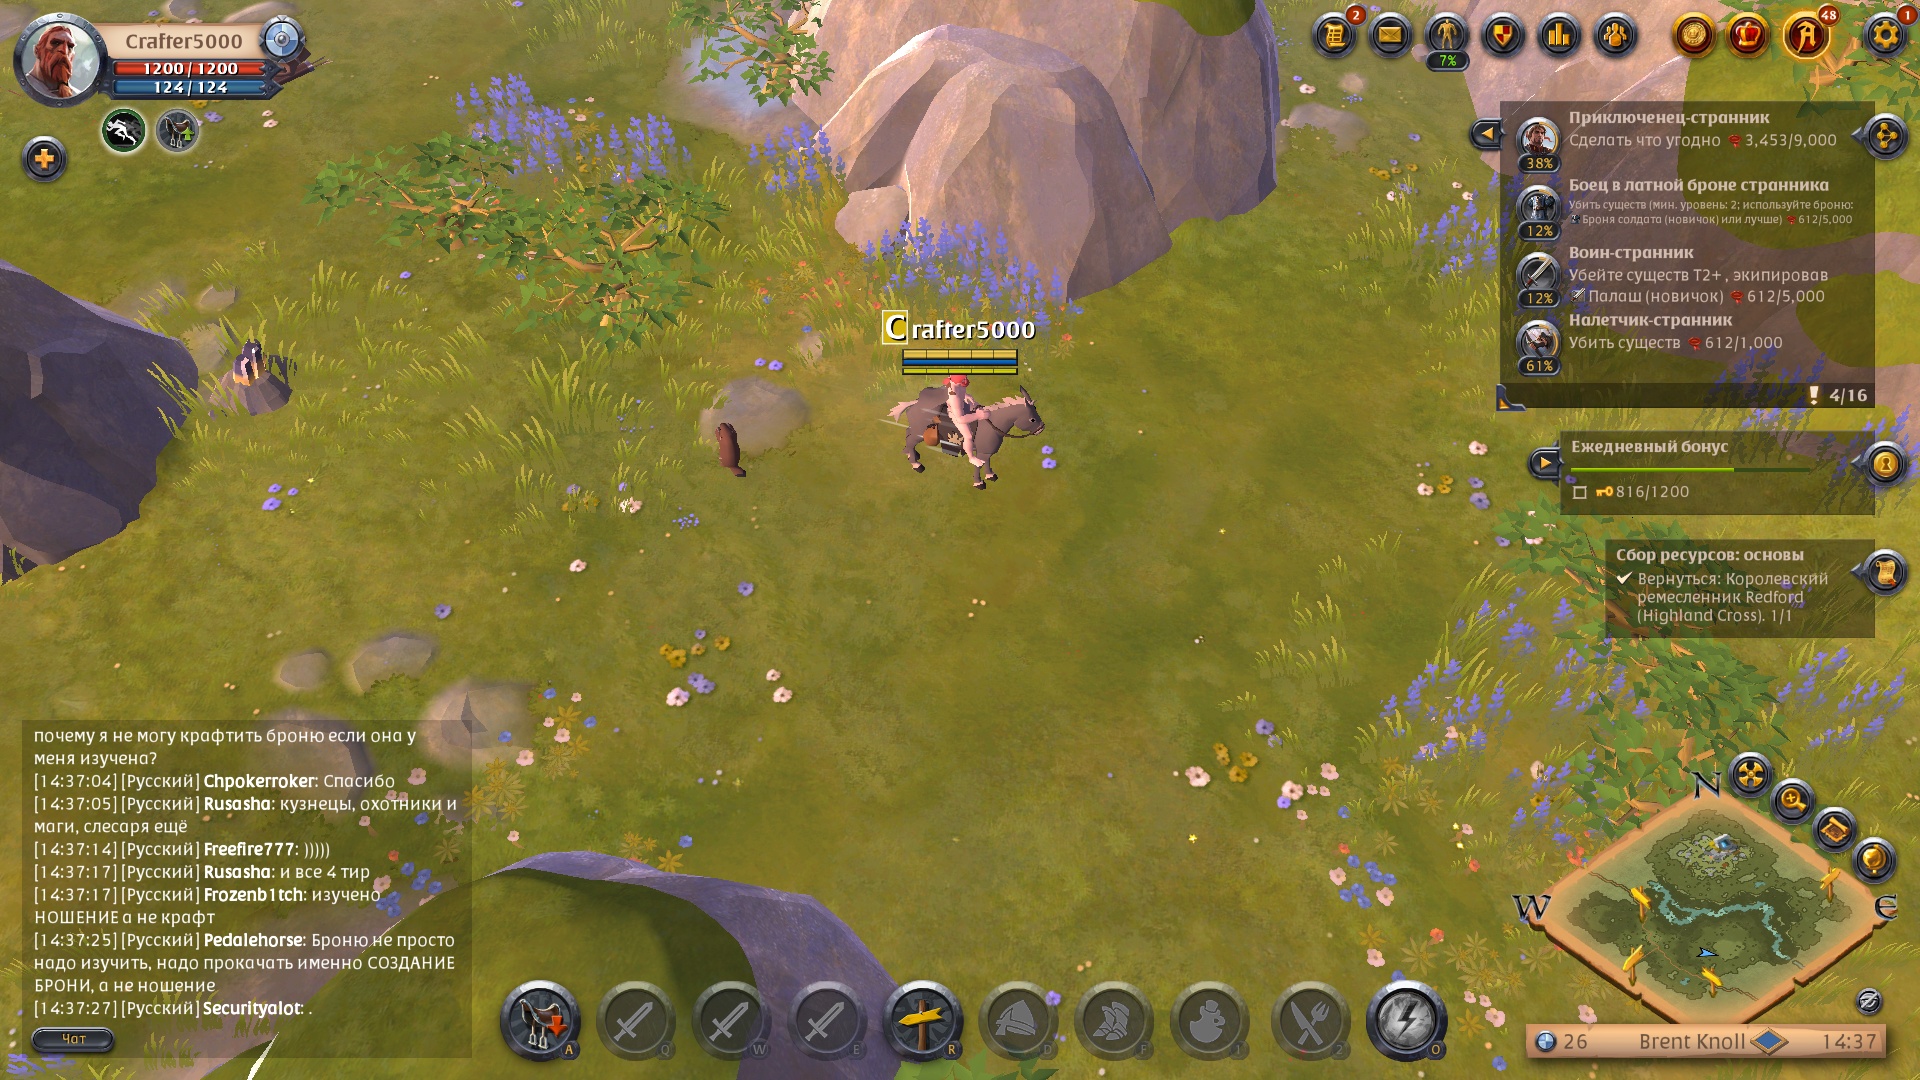 Crafter5000
1200/1200
124/124
2
7%
48
1
Приключенец-странник
Сделать что угодно 3,453/9,000
38%
Боец в латной броне странника
Убить существ (мин. уровень: 2; используйте броню:
Броня солдата (новичок) или лучше) 612/5,000
12%
Воин-странник
Убейте существ Т2+ , экипировав
Палаш (новичок) 612/5,000
12%
Налетчик-странник
Убить существ 612/1,000
61%
4/16
Ежедневный бонус
816/1200
Сбор ресурсов: основы
Вернуться: Королевский
ремесленник Redford
(Highland Cross). 1/1
Crafter5000
почему я не могу крафтить броню если она у
меня изучена?
[14:37:04] [Русский] Chpokerroker: Спасибо
[14:37:05] [Русский] Rusasha: кузнецы, охотники и
маги, слесаря ещё
[14:37:14] [Русский] Freefire777: )))))
[14:37:17] [Русский] Rusasha: и все 4 тир
[14:37:17] [Русский] Frozenb1tch: изучено
НОШЕНИЕ а не крафт
[14:37:25] [Русский] Pedalehorse: Броню не просто
надо изучить, надо прокачать именно СОЗДАНИЕ
БРОНИ, а не ношение
[14:37:27] [Русский] Securityalot: .
Чат
A
Q
W
E
R
D
F
1
2
O
N
W
E
26 Brent Knoll 14:37